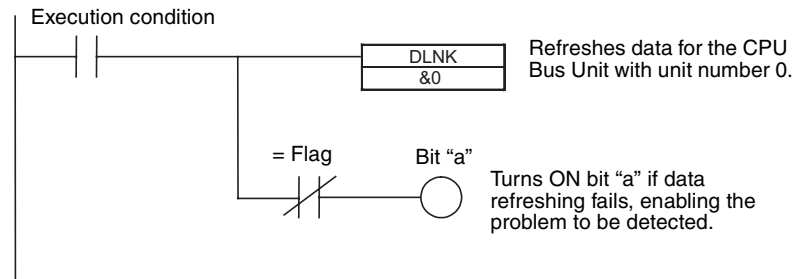 Execution condition
DLNK
&0
Refreshes data for the CPU
Bus Unit with unit number 0.
= Flag
Bit “a”
Turns ON bit “a” if data
refreshing fails, enabling the
problem to be detected.